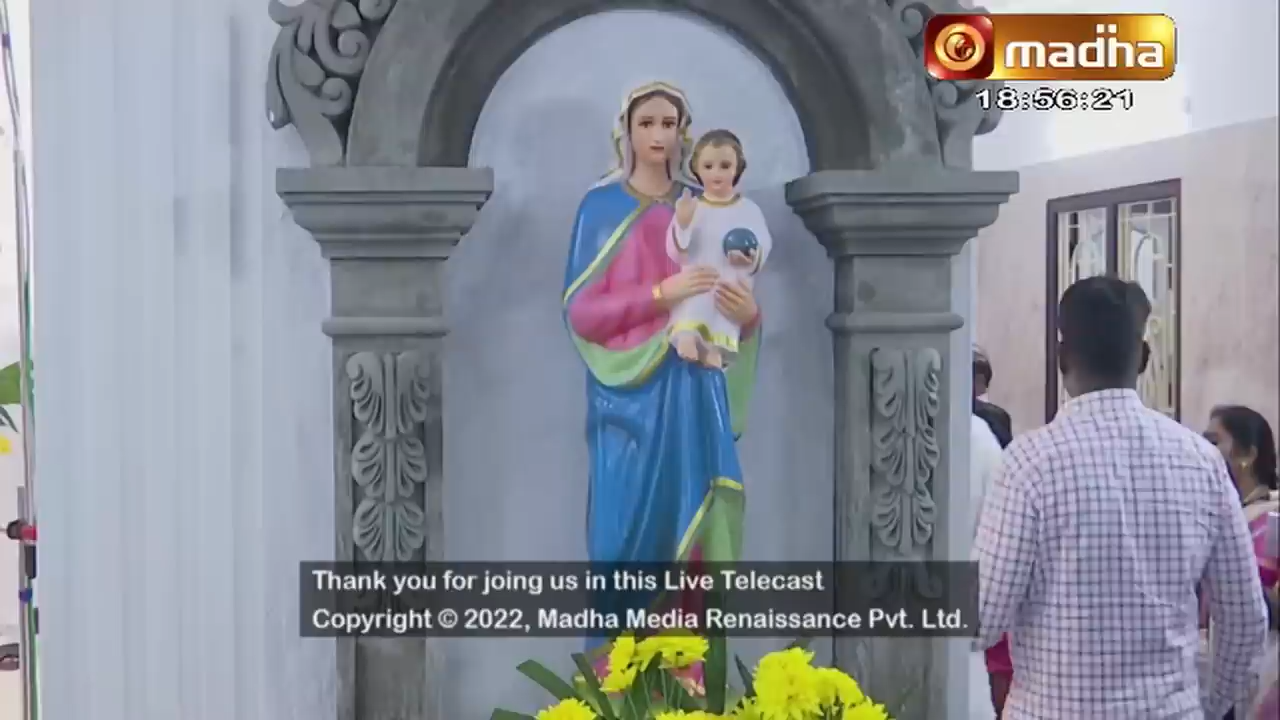 madha
18:56:21
Thank you for joing us in this Live Telecast
Copyright © 2022, Madha Media Renaissance Pvt. Ltd.